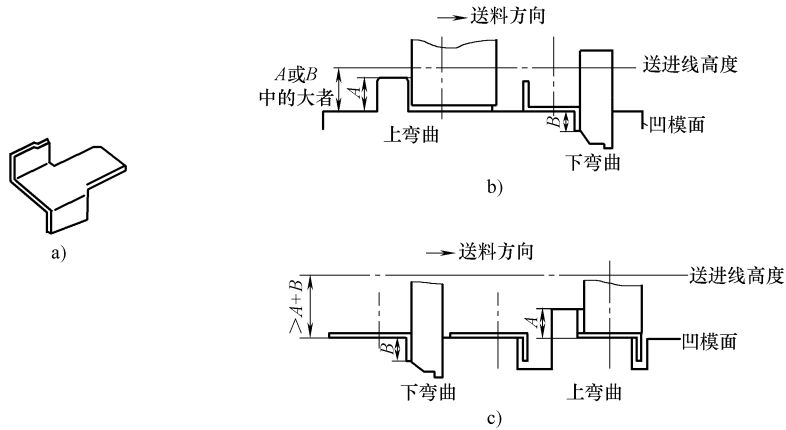 送料方向
送进线高度
A或B
中的大者
A
上弯曲
B
凹模面
下弯曲
b)
a)
送料方向
送进线高度
>A+B
A
B
凹模面
下弯曲
上弯曲
c)